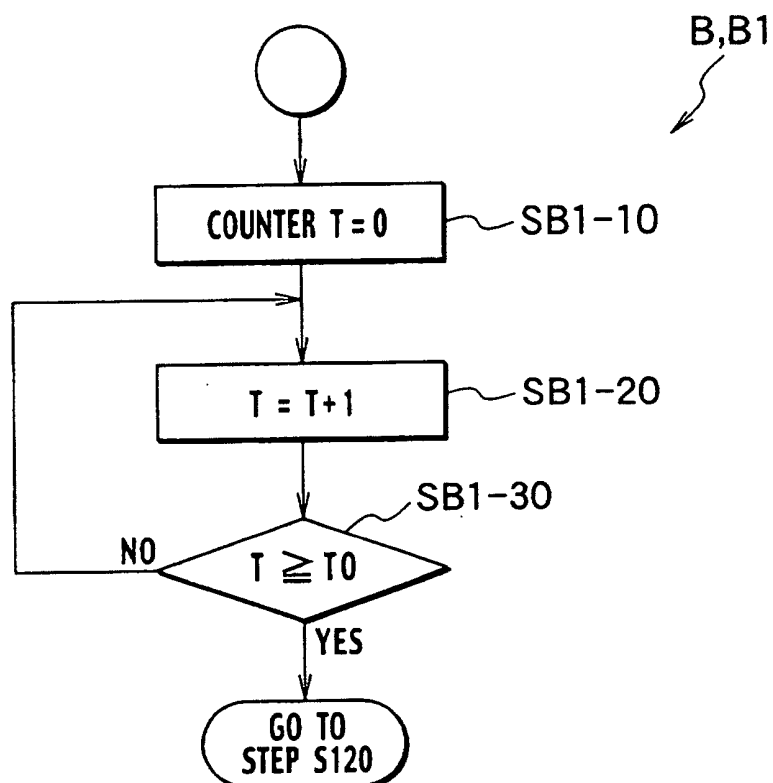 B,B1
COUNTER T=0
SB1-10
T = T+1
SB1-20
SB1-30
NO
T ≧ T0
YES
GO TO
STEP S120